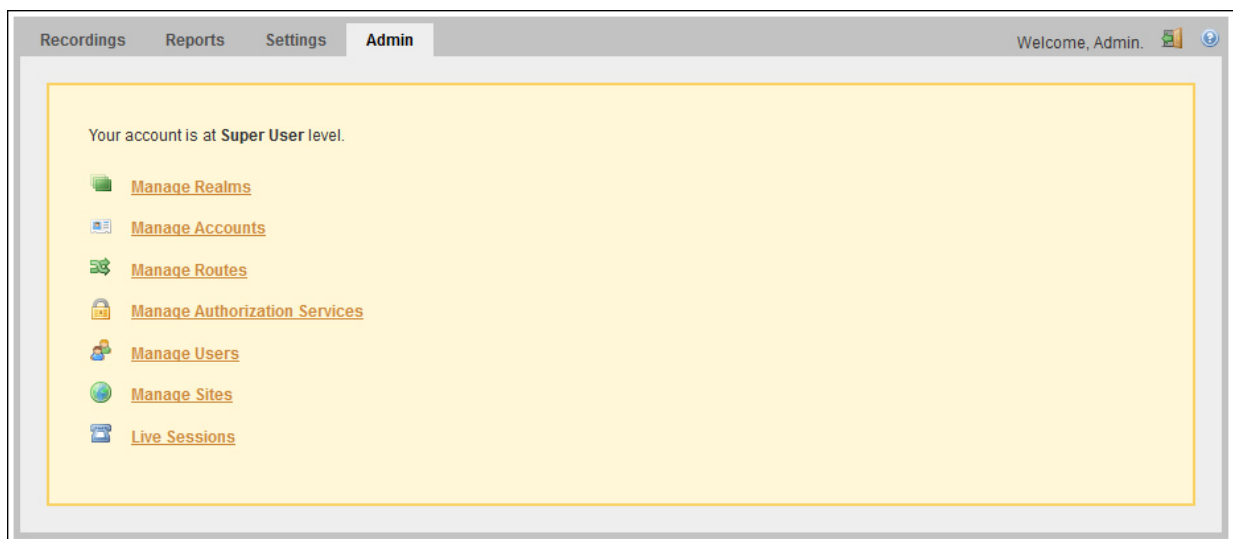 Recordings Reports Settings Admin Welcome, Admin.
Your account is at Super User level.
Manage Realms
Manage Accounts
Manage Routes
Manage Authorization Services
Manage Users
Manage Sites
Live Sessions